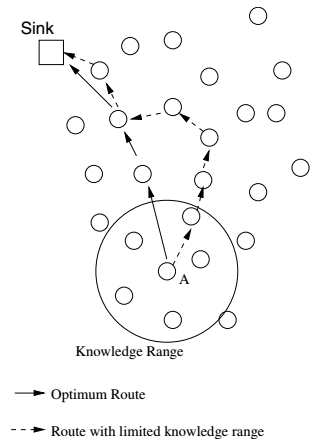 Sink
A
Knowledge Range
Optimum Route
Route with limited knowledge range